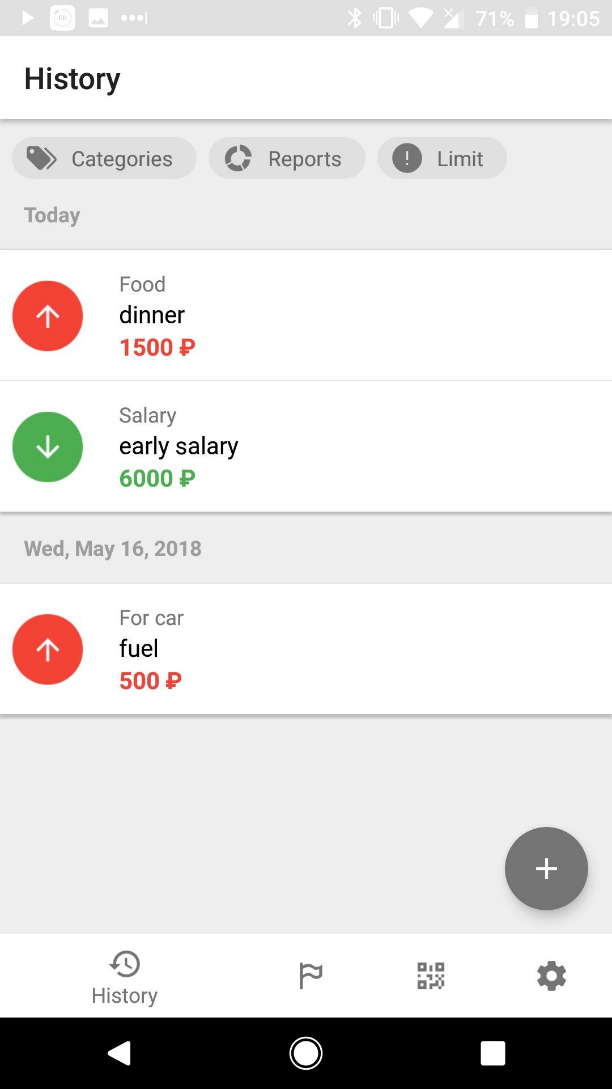 71% 19:05
History
Categories Reports Limit
Today
Food
dinner
1500 ₽
Salary
early salary
6000 ₽
Wed, May 16, 2018
For car
fuel
500 ₽
History